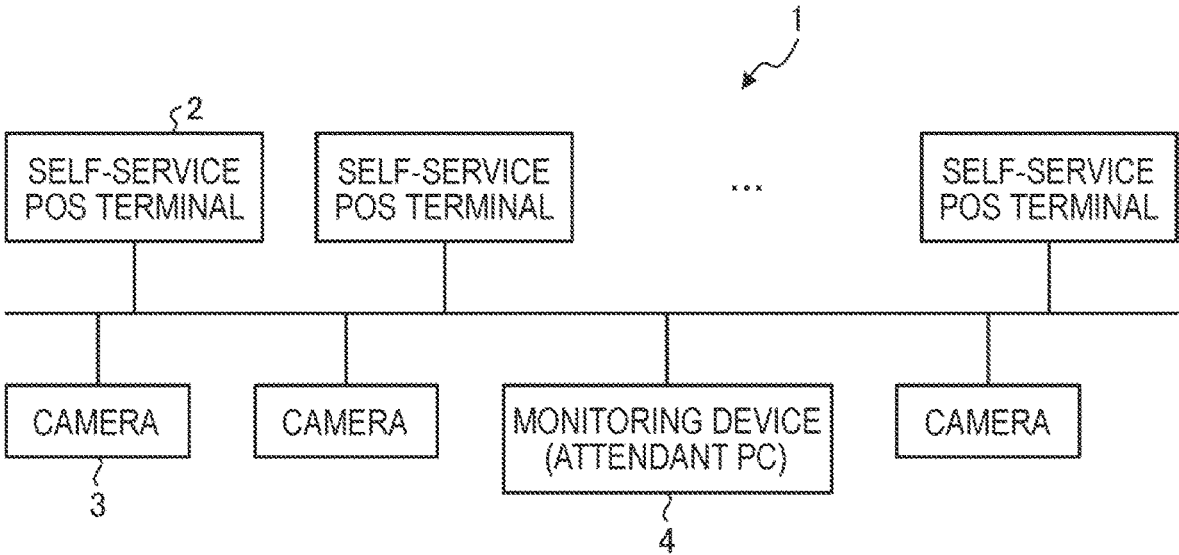 1
2
SELF-SERVICE
POS TERMINAL
SELF-SERVICE
POS TERMINAL
...
SELF-SERVICE
POS TERMINAL
CAMERA
CAMERA
MONITORING DEVICE
(ATTENDANT PC)
CAMERA
3
4